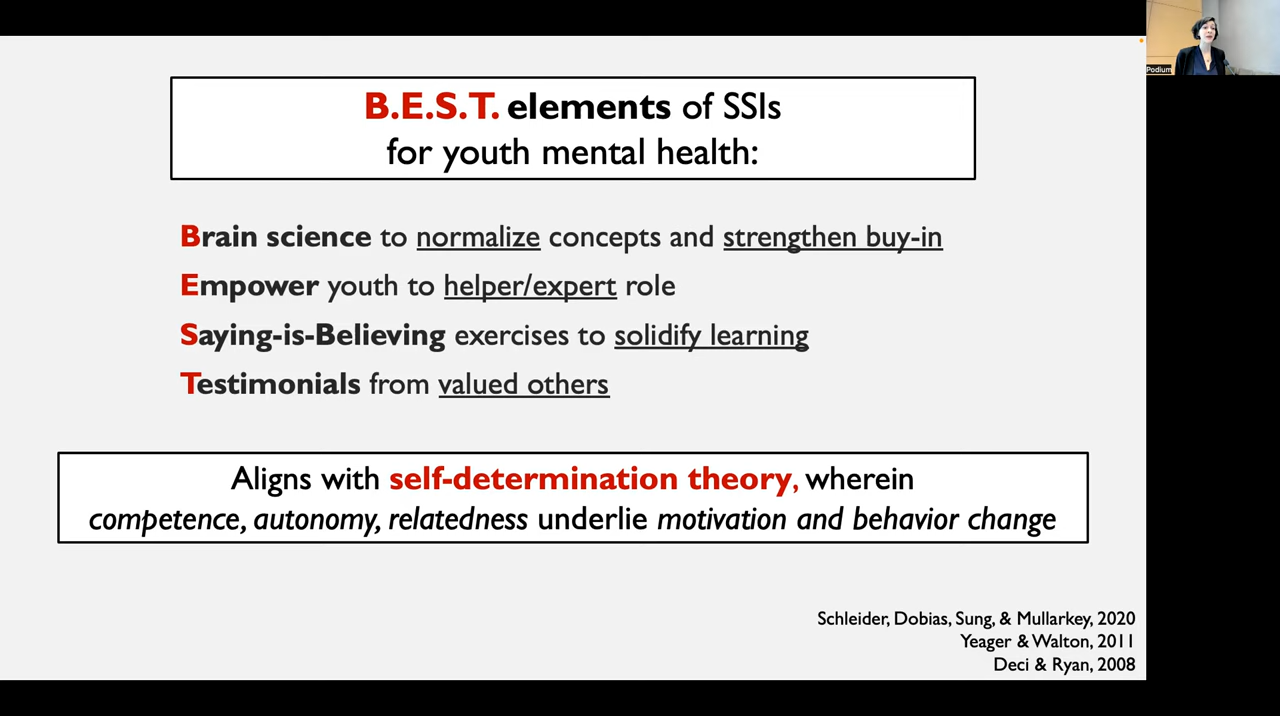 Podium
B.E.S.T. elements of SSIs
for youth mental health:
Brain science to normalize concepts and strengthen buy-in
Empower youth to helper/expert role
Saying-is-Believing exercises to solidify learning
Testimonials from valued others
Aligns with self-determination theory, wherein
competence, autonomy, relatedness underlie motivation and behavior change
Schleider, Dobias, Sung, & Mullarkey, 2020
Yeager & Walton, 2011
Deci & Ryan, 2008